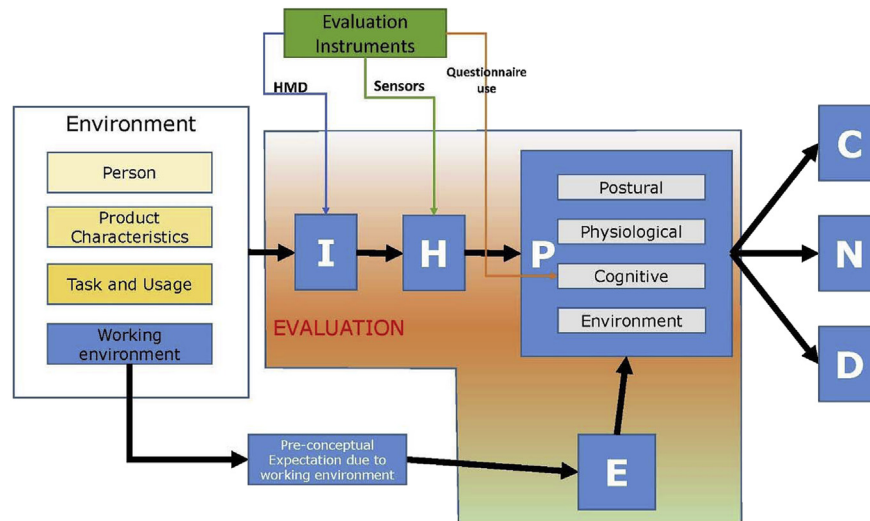 Evaluation
Instruments
HMD
Sensors
Questionnaire
use
Environment
Person
Product
Characteristics
Task and Usage
Working
environment
I
H
P
Postural
Physiological
Cognitive
Environment
EVALUATION
C
N
D
Pre-conceptual
Expectation due to
working environment
E